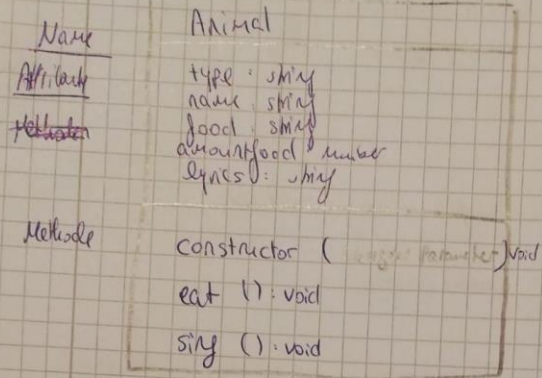 Name Animal
Attribute type : string
name : string
food : string
amountfood : number
lyrics : string
Methode constructor ( Parameter) void
eat () : void
sing () : void